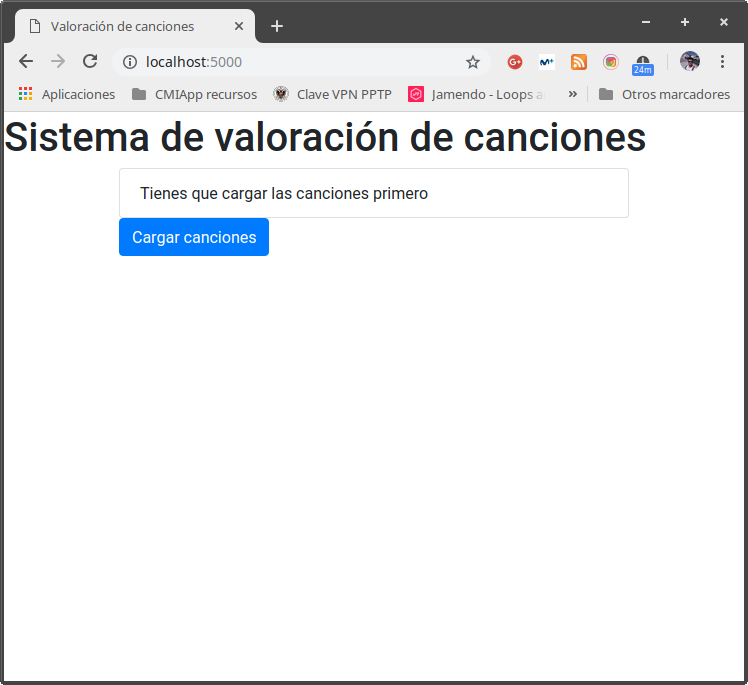 Valoración de canciones
localhost:5000
24m
Aplicaciones CMIApp recursos Clave VPN PPTP Jamendo - Loops a » Otros marcadores
Sistema de valoración de canciones
Tienes que cargar las canciones primero
Cargar canciones